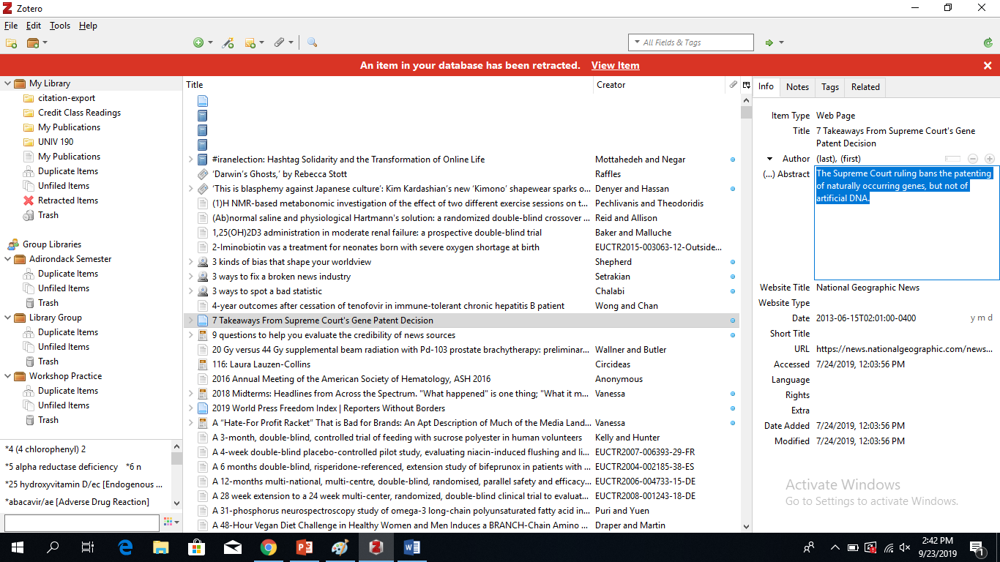 Zotero
File Edit Tools Help
All Fields & Tags
An item in your database has been retracted. View Item
My Library
citation-export
Credit Class Readings
My Publications
UNIV 190
My Publications
Duplicate Items
Unfiled Items
Retracted Items
Trash
Group Libraries
Adirondack Semester
Duplicate Items
Unfiled Items
Trash
Library Group
Duplicate Items
Unfiled Items
Trash
Workshop Practice
Duplicate Items
Unfiled Items
Trash
*4 (4 chlorophenyl) 2
*5 alpha reductase deficiency *6 n
*25 hydroxyvitamin D/ec [Endogenous ...
*abacavir/ae [Adverse Drug Reaction]
Title Creator
#iranelection: Hashtag Solidarity and the Transformation of Online Life Mottahedeh and Negar
‘Darwin’s Ghosts,’ by Rebecca Stott Raffles
‘This is blasphemy against Japanese culture’: Kim Kardashian’s new ‘Kimono’ shapewear sparks o... Denyer and Hassan
(1)H NMR-based metabonomic investigation of the effect of two different exercise sessions on t... Pechlivanis and Theodoridis
(Ab)normal saline and physiological Hartmann's solution: a randomized double-blind crossover ... Reid and Allison
1,25(OH)2D3 administration in moderate renal failure: a prospective double-blind trial Baker and Malluche
2-Iminobiotin vas a treatment for neonates born with severe oxygen shortage at birth EUCTR2015-003063-12-Outside...
3 kinds of bias that shape your worldview Shepherd
3 ways to fix a broken news industry Setrakian
3 ways to spot a bad statistic Chalabi
4-year outcomes after cessation of tenofovir in immune-tolerant chronic hepatitis B patient Wong and Chan
7 Takeaways From Supreme Court's Gene Patent Decision
9 questions to help you evaluate the credibility of news sources
20 Gy versus 44 Gy supplemental beam radiation with Pd-103 prostate brachytherapy: preliminar... Wallner and Butler
116: Laura Lauzen-Collins Circideas
2016 Annual Meeting of the American Society of Hematology, ASH 2016 Anonymous
2018 Midterms: Headlines from Across the Spectrum. "What happened" is one thing; "What it m... Vanessa
2019 World Press Freedom Index | Reporters Without Borders
A “Hate-For Profit Racket” That is Bad for Brands: An Apt Description of Much of the Media Land... Vanessa
A 3-month, double-blind, controlled trial of feeding with sucrose polyester in human volunteers Kelly and Hunter
A 4-week double-blind placebo-controlled pilot study, evaluating niacin-induced flushing and li... EUCTR2007-006393-29-FR
A 6 months double-blind, risperidone-referenced, extension study of bifeprunox in patients with ... EUCTR2004-002185-38-ES
A 12-months multi-national, multi-centre, double-blind, randomised, parallel safety and efficacy... EUCTR2006-004733-15-DE
A 28 week extension to a 24 week multi-center, randomized, double-blind clinical trial to evaluat... EUCTR2008-001243-18-DE
A 31-phosphorus neurospectroscopy study of omega-3 long-chain polyunsaturated fatty acid in... Puri and Yuen
A 48-Hour Vegan Diet Challenge in Healthy Women and Men Induces a BRANCH-Chain Amino ... Draper and Martin
Info Notes Tags Related
Item Type Web Page
Title 7 Takeaways From Supreme Court's Gene
Patent Decision
Author (last), (first)
(...) Abstract The Supreme Court ruling bans the patenting
of naturally occurring genes, but not of
artificial DNA.
Website Title National Geographic News
Website Type
Date 2013-06-15T02:01:00-0400 y m d
Short Title
URL https://news.nationalgeographic.com/news...
Accessed 7/24/2019, 12:03:56 PM
Language
Rights
Extra
Date Added 7/24/2019, 12:03:56 PM
Modified 7/24/2019, 12:03:56 PM
Activate Windows
Go to Settings to activate Windows.
2:42 PM
9/23/2019
1